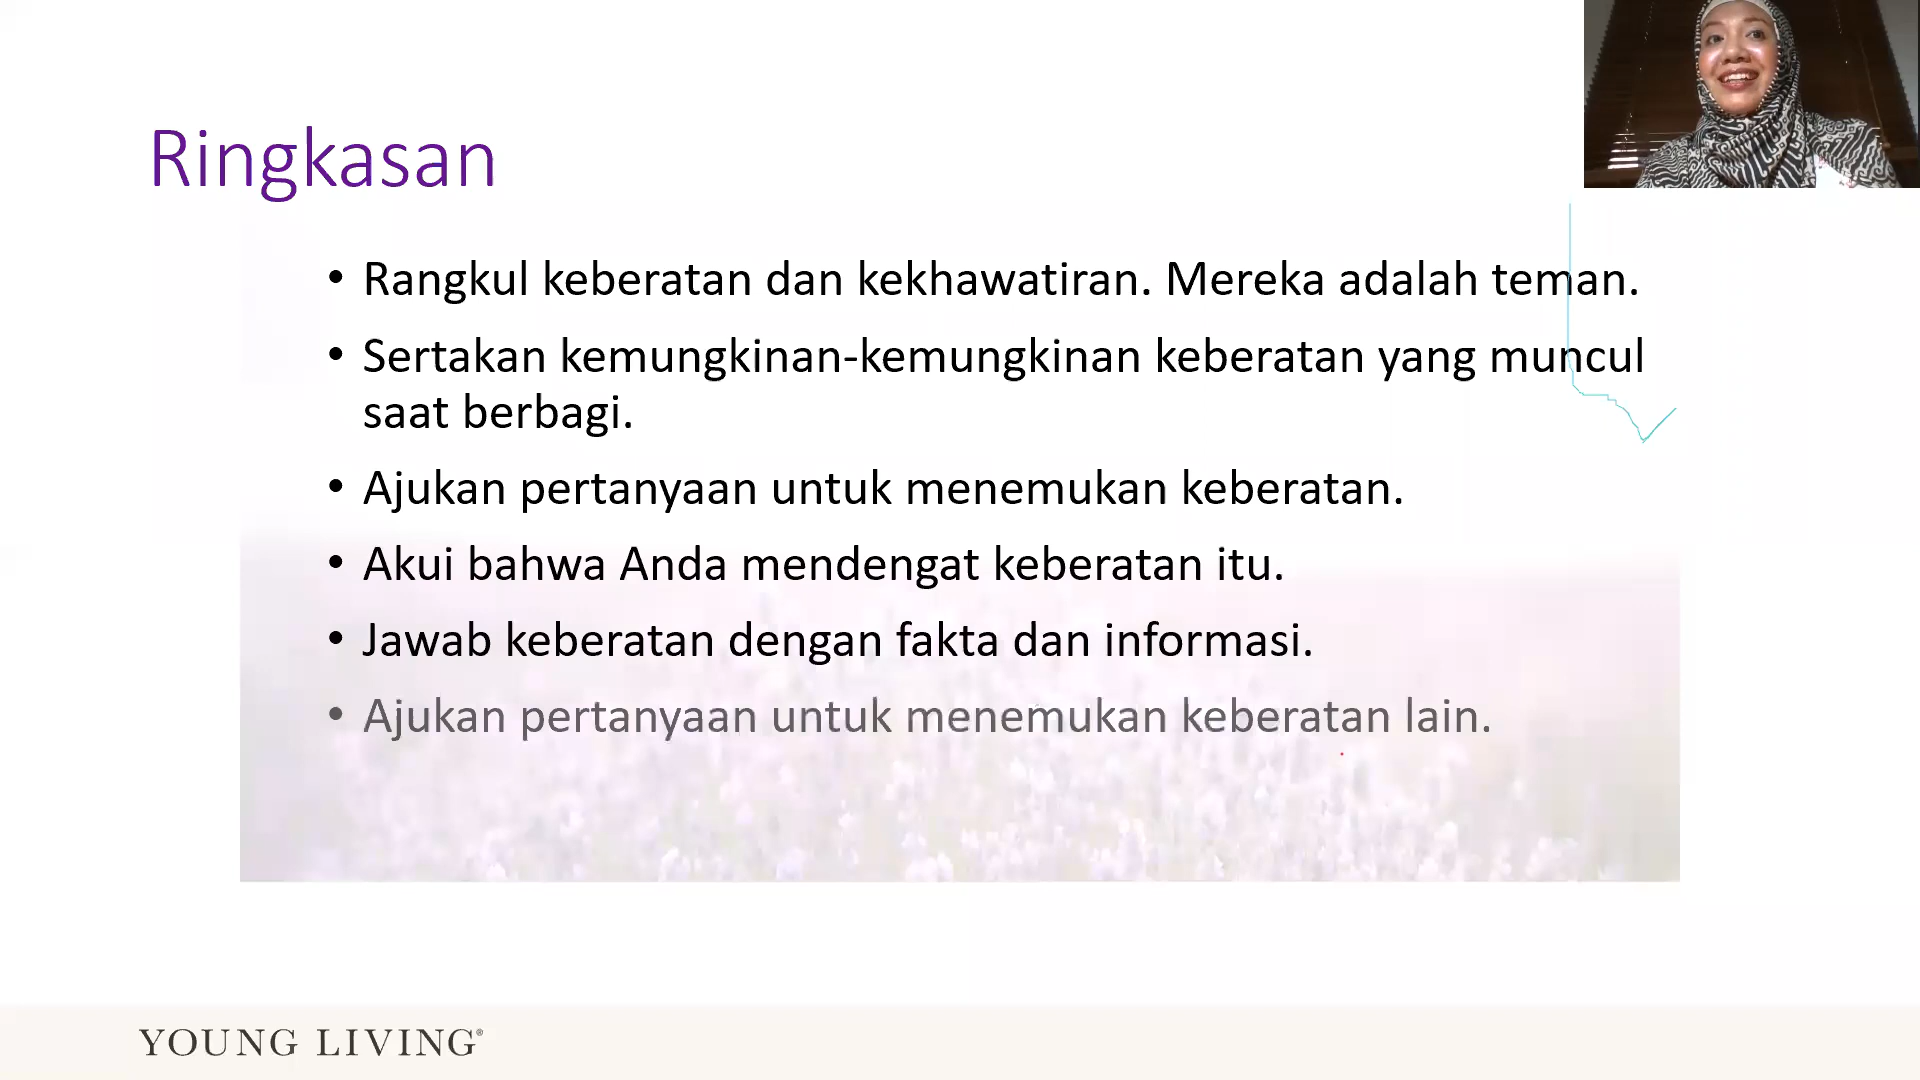 Ringkasan
• Rangkul keberatan dan kekhawatiran. Mereka adalah teman.
• Sertakan kemungkinan-kemungkinan keberatan yang muncul
saat berbagi.
• Ajukan pertanyaan untuk menemukan keberatan.
• Akui bahwa Anda mendengat keberatan itu.
• Jawab keberatan dengan fakta dan informasi.
• Ajukan pertanyaan untuk menemukan keberatan lain.
YOUNG LIVING®